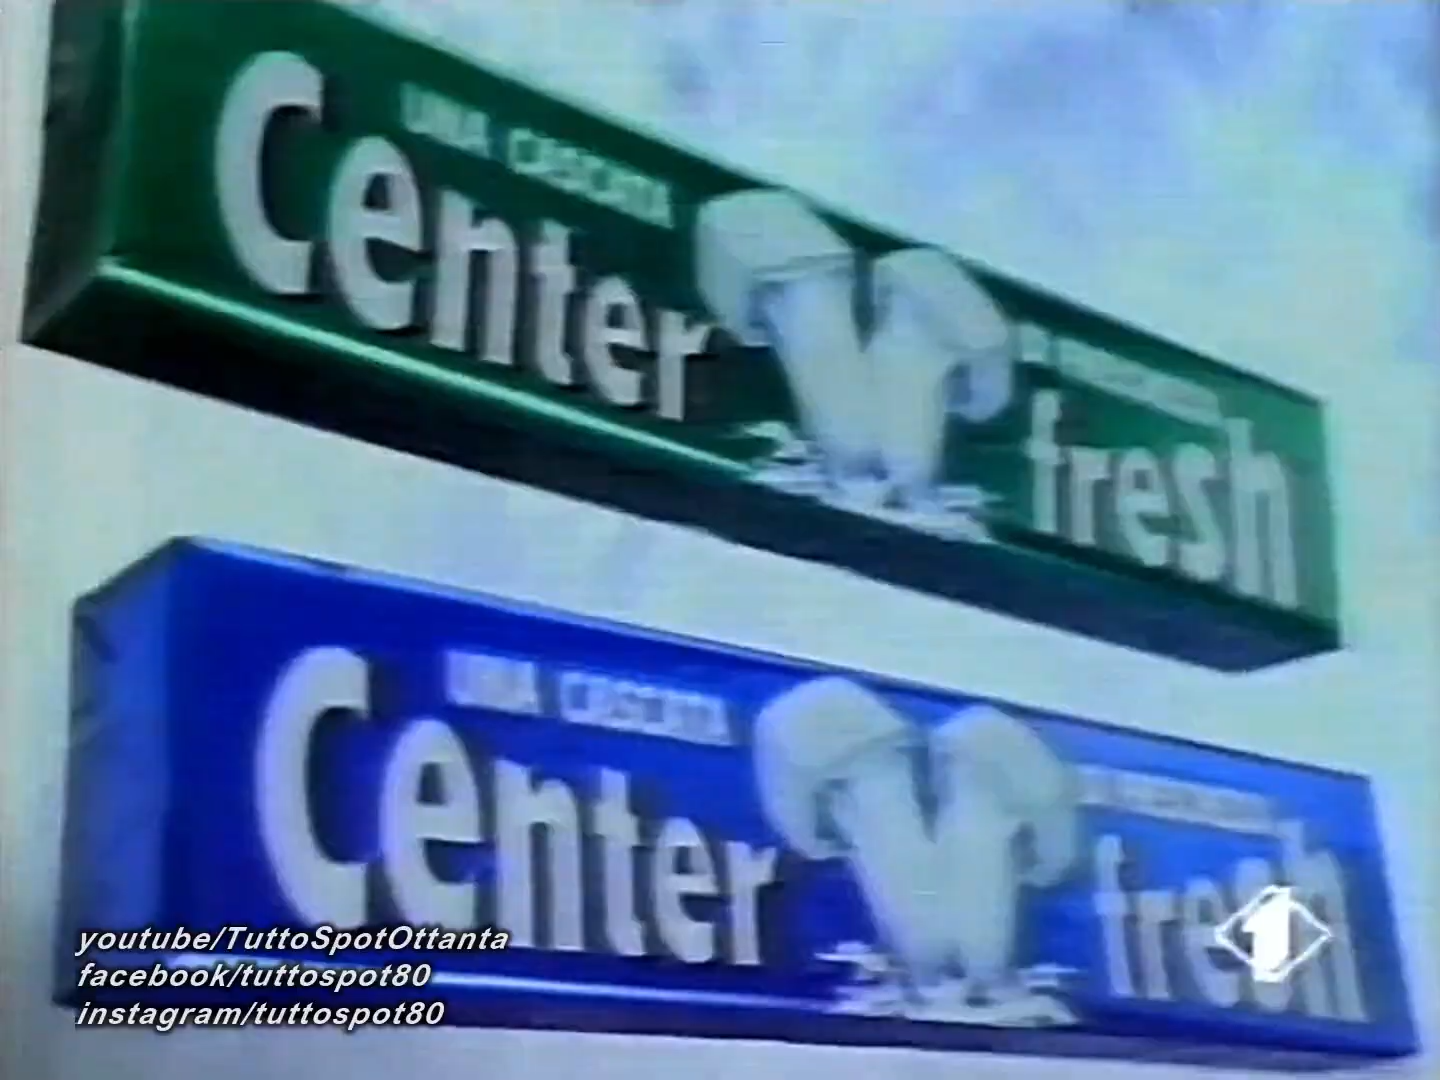 UNA CASCATA
Center fresh
UNA CASCATA
Center fresh
1
youtube/TuttoSpotOttanta
facebook/tuttospot80
instagram/tuttospot80